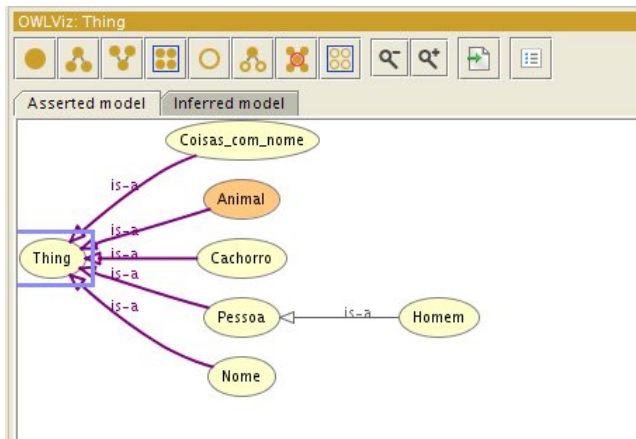 OWLViz: Thing
Asserted model
Inferred model
Coisas_com_nome
is-a
Animal
is-a
Thing
is-a
Cachorro
is-a
Pessoa
is-a
Homem
is-a
Nome